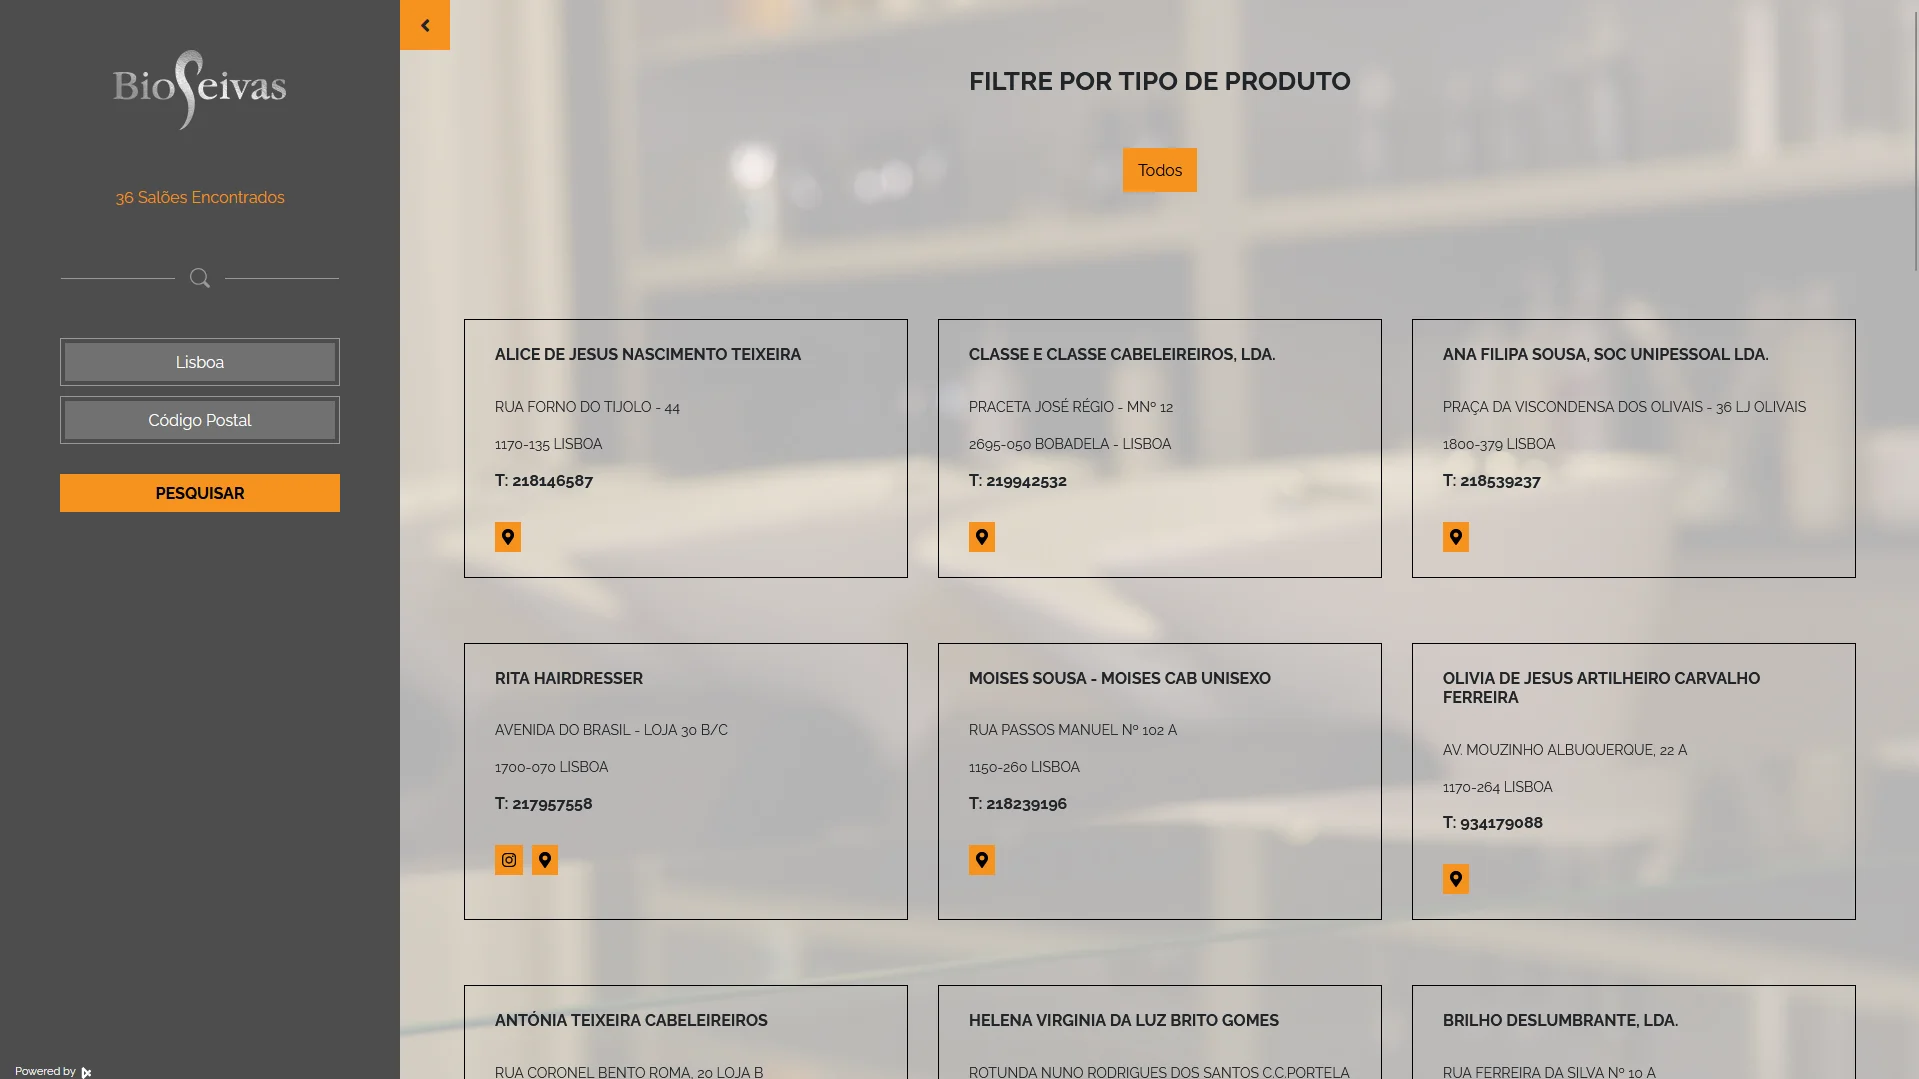 BioSeivas
36 Salões Encontrados
Lisboa
Código Postal
PESQUISAR
Powered by
FILTRE POR TIPO DE PRODUTO
Todos
ALICE DE JESUS NASCIMENTO TEIXEIRA
RUA FORNO DO TIJOLO - 44
1170-135 LISBOA
T: 218146587
CLASSE E CLASSE CABELEIREIROS, LDA.
PRACETA JOSÉ RÉGIO - MNº 12
2695-050 BOBADELA - LISBOA
T: 219942532
ANA FILIPA SOUSA, SOC UNIPESSOAL LDA.
PRAÇA DA VISCONDENSA DOS OLIVAIS - 36 LJ OLIVAIS
1800-379 LISBOA
T: 218539237
RITA HAIRDRESSER
AVENIDA DO BRASIL - LOJA 30 B/C
1700-070 LISBOA
T: 217957558
MOISES SOUSA - MOISES CAB UNISEXO
RUA PASSOS MANUEL Nº 102 A
1150-260 LISBOA
T: 218239196
OLIVIA DE JESUS ARTILHEIRO CARVALHO
FERREIRA
AV. MOUZINHO ALBUQUERQUE, 22 A
1170-264 LISBOA
T: 934179088
ANTÓNIA TEIXEIRA CABELEIREIROS
RUA CORONEL BENTO ROMA, 20 LOJA B
HELENA VIRGINIA DA LUZ BRITO GOMES
ROTUNDA NUNO RODRIGUES DOS SANTOS C.C.PORTELA
BRILHO DESLUMBRANTE, LDA.
RUA FERREIRA DA SILVA Nº 10 A